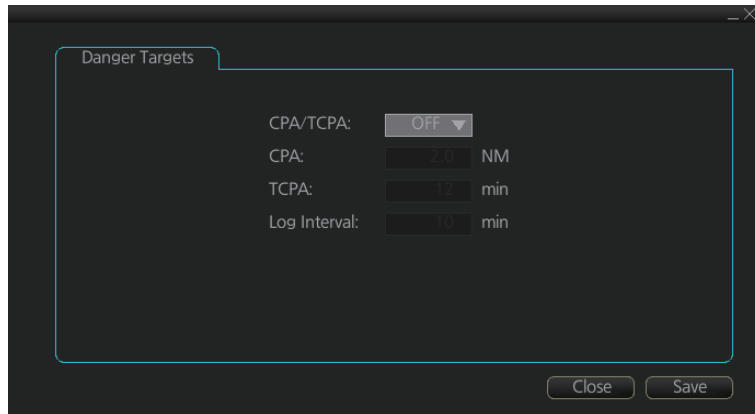 Danger Targets
CPA/TCPA: OFF
CPA: 2.0 NM
TCPA: 12 min
Log Interval: 10 min
Close Save